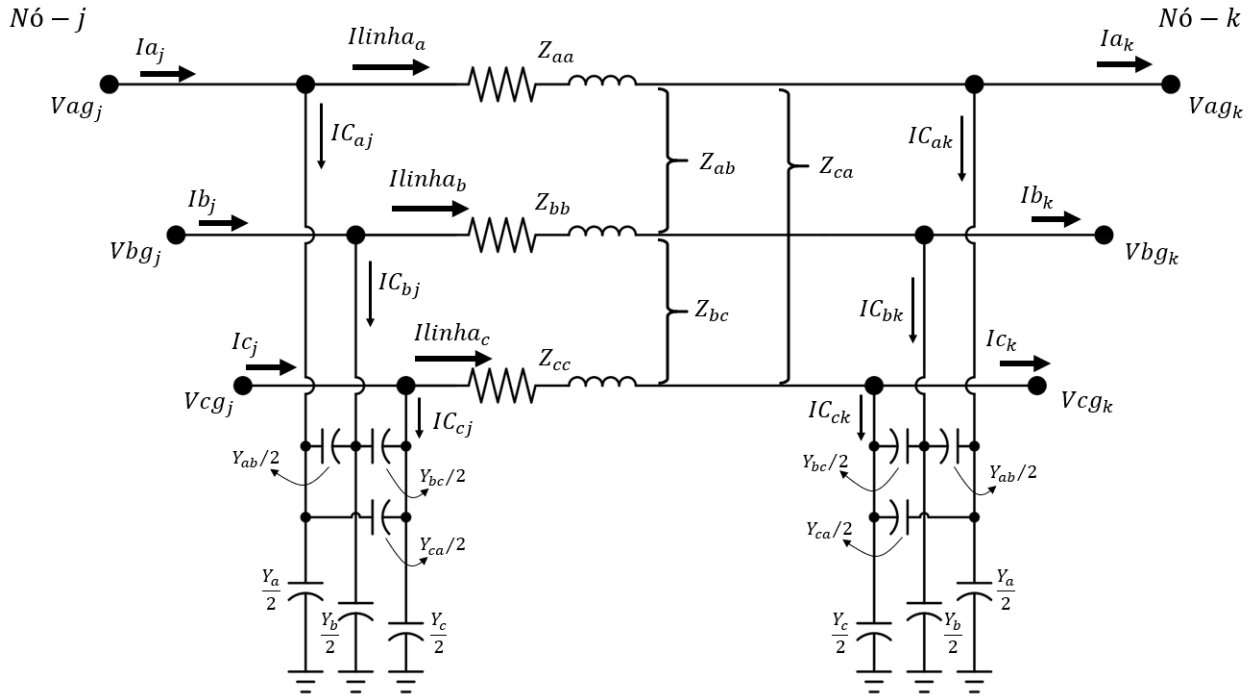 Nó − j
Nó − k
Ia_j
Ilinha_a
Z_aa
Ia_k
Vag_j
Vag_k
IC_aj
IC_ak
Z_ab
Z_ca
Ib_j
Ilinha_b
Z_bb
Ib_k
Vbg_j
Vbg_k
IC_bj
IC_bk
Z_bc
Ic_j
Ilinha_c
Z_cc
Ic_k
Vcg_j
Vcg_k
IC_cj
IC_ck
Y_ab/2
Y_bc/2
Y_bc/2
Y_ab/2
Y_ca/2
Y_ca/2
Y_a/2
Y_b/2
Y_c/2
Y_c/2
Y_b/2
Y_a/2